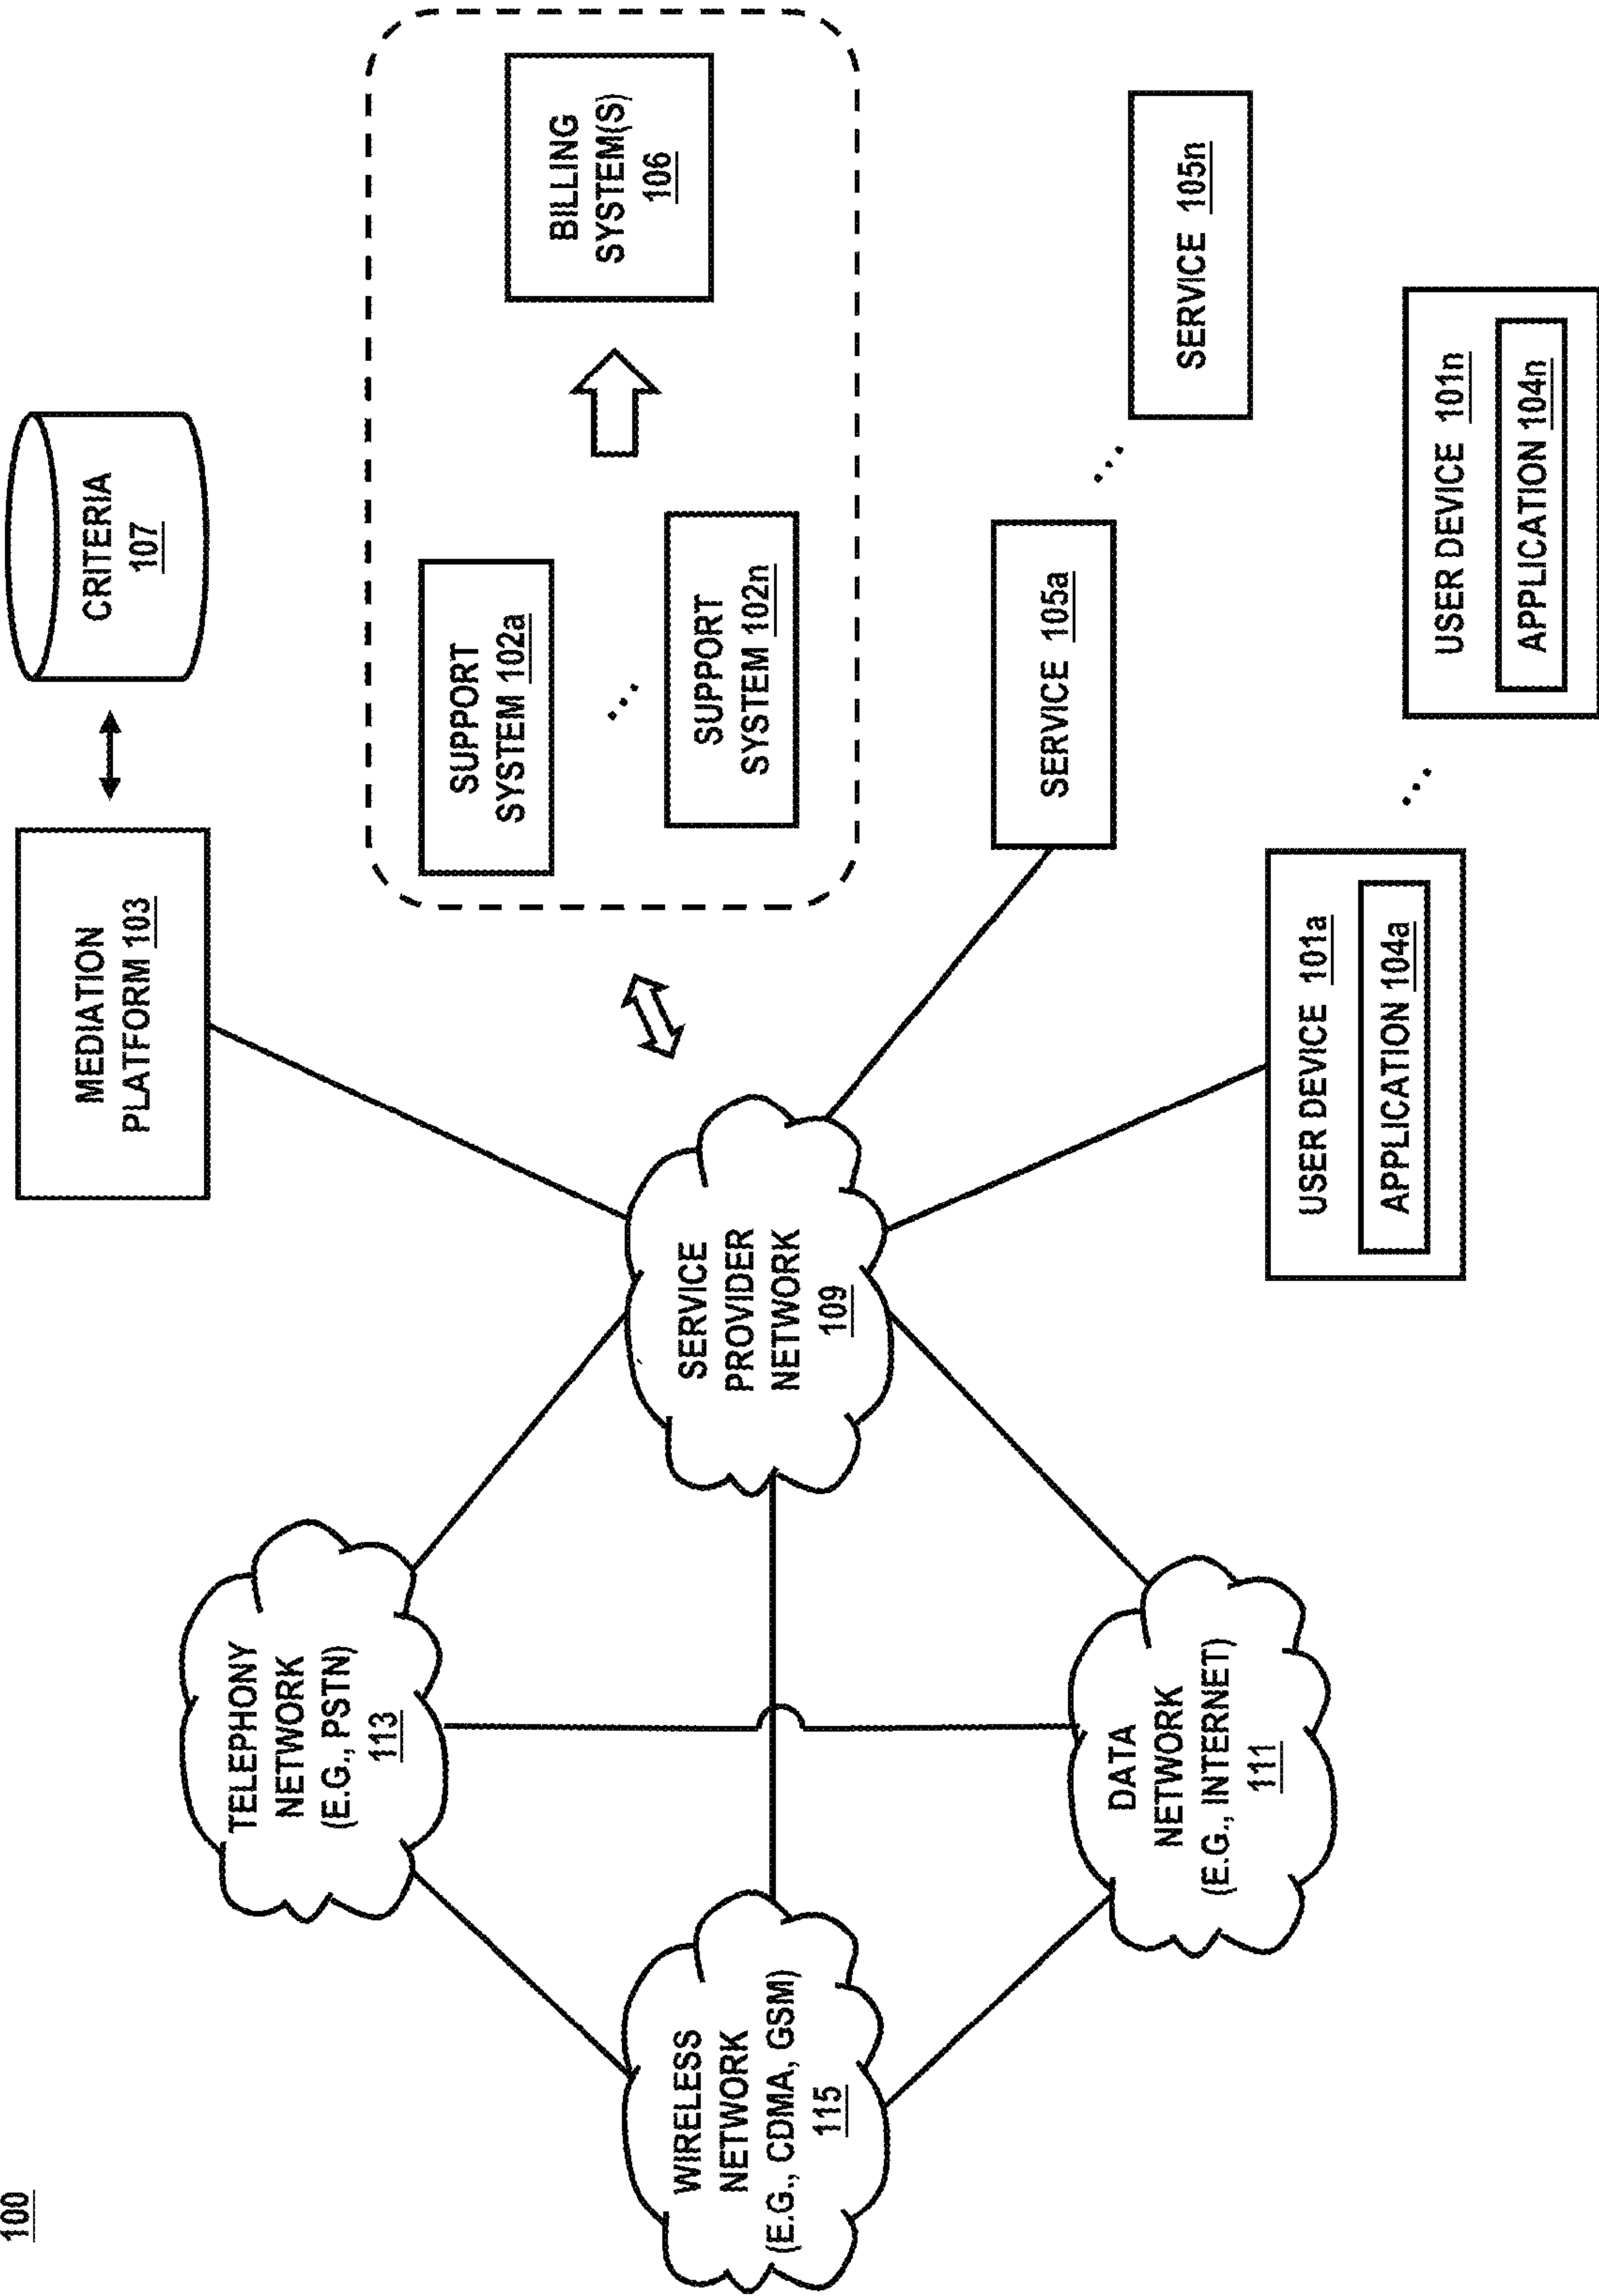 100
MEDIATION
PLATFORM 103
CRITERIA
107
TELEPHONY
NETWORK
(E.G., PSTN)
113
SUPPORT
SYSTEM 102a
...
SUPPORT
SYSTEM 102n
BILLING
SYSTEM(S)
106
WIRELESS
NETWORK
(E.G., CDMA, GSM)
115
SERVICE
PROVIDER
NETWORK
109
SERVICE 105a
...
SERVICE 105n
DATA
NETWORK
(E.G., INTERNET)
111
USER DEVICE 101a
APPLICATION 104a
...
USER DEVICE 101n
APPLICATION 104n